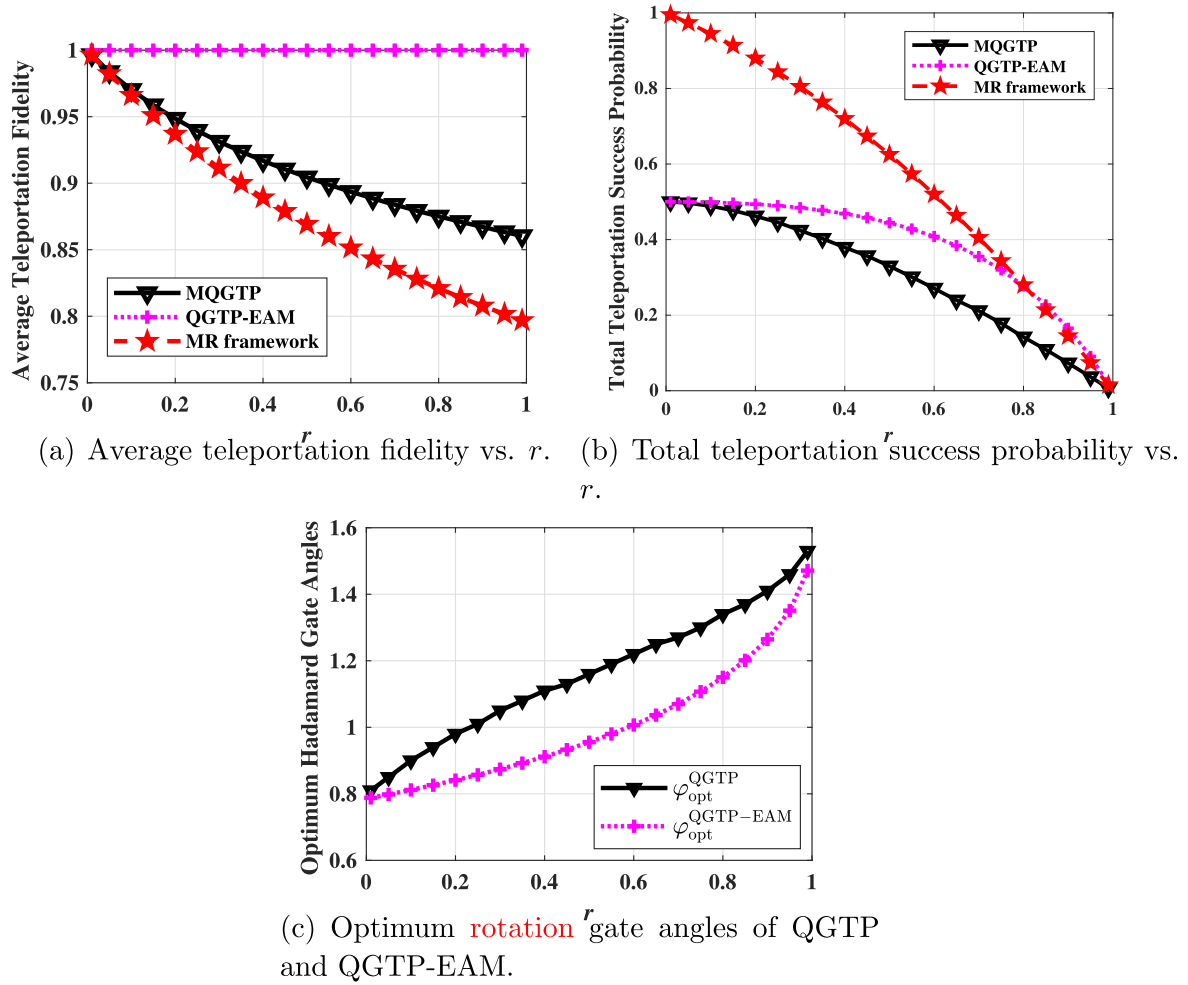 1
0.95
0.9
0.85
0.8
0.75
0 0.2 0.4 0.6 0.8 1
Average Teleportation Fidelity
r
MQGTP
QGTP-EAM
MR framework
(a) Average teleportation fidelity vs. r.
1
0.8
0.6
0.4
0.2
0
0 0.2 0.4 0.6 0.8 1
Total Teleportation Success Probability
r
MQGTP
QGTP-EAM
MR framework
(b) Total teleportation success probability vs.
r.
1.6
1.4
1.2
1
0.8
0.6
0 0.2 0.4 0.6 0.8 1
Optimum Hadamard Gate Angles
r
φ_opt^QGTP
φ_opt^QGTP−EAM
(c) Optimum rotation gate angles of QGTP
and QGTP-EAM.